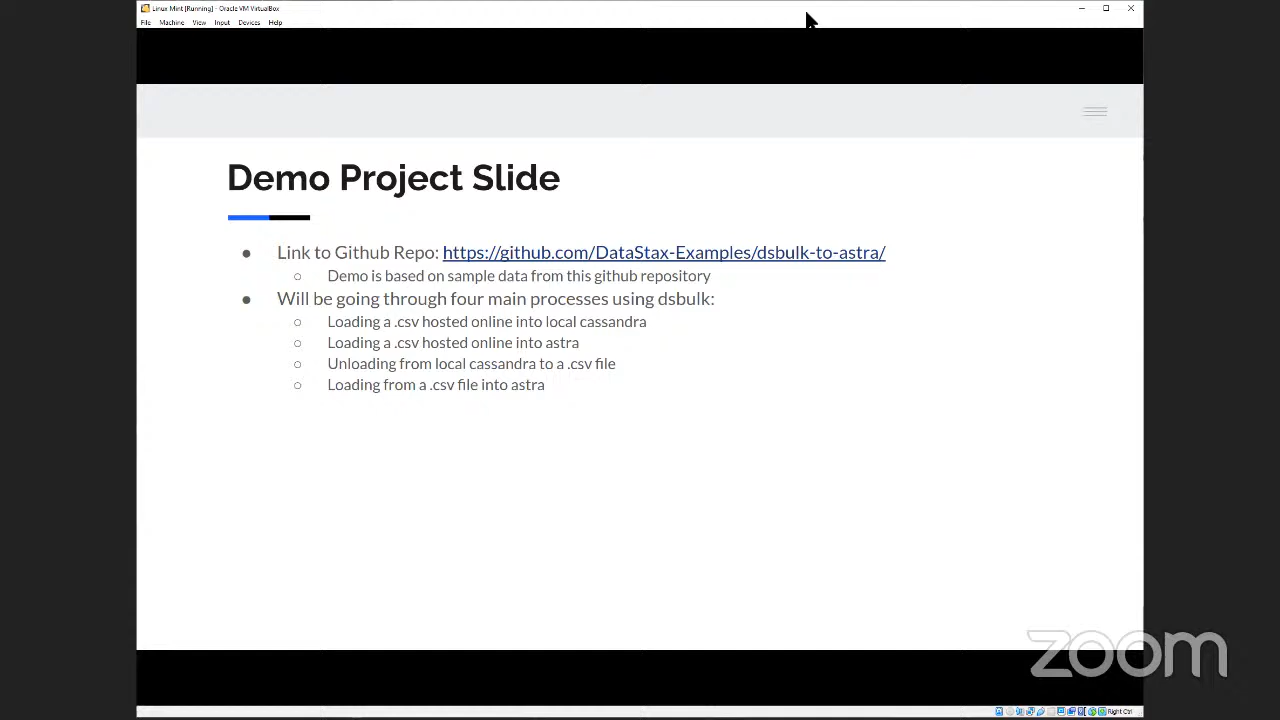 Linux Mint [Running] - Oracle VM VirtualBox
File Machine View Input Devices Help
Demo Project Slide
● Link to Github Repo: https://github.com/DataStax-Examples/dsbulk-to-astra/
○ Demo is based on sample data from this github repository
● Will be going through four main processes using dsbulk:
○ Loading a .csv hosted online into local cassandra
○ Loading a .csv hosted online into astra
○ Unloading from local cassandra to a .csv file
○ Loading from a .csv file into astra
zoom
Right Ctrl